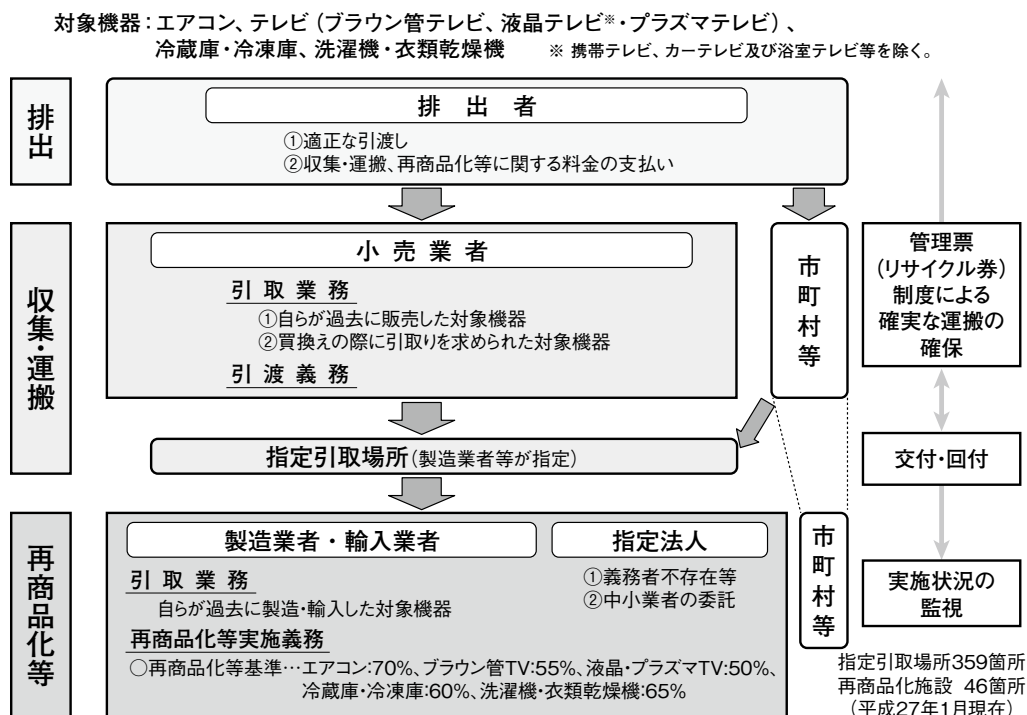 対象機器：エアコン、テレビ（ブラウン管テレビ、液晶テレビ※・プラズマテレビ）、
冷蔵庫・冷凍庫、洗濯機・衣類乾燥機　※ 携帯テレビ、カーテレビ及び浴室テレビ等を除く。
排出
排出者
①適正な引渡し
②収集・運搬、再商品化等に関する料金の支払い
収集・運搬
小売業者
引取業務
①自らが過去に販売した対象機器
②買換えの際に引取りを求められた対象機器
引渡義務
市町村等
管理票
（リサイクル券）
制度による
確実な運搬の
確保
指定引取場所（製造業者等が指定）
交付・回付
再商品化等
製造業者・輸入業者
引取業務
自らが過去に製造・輸入した対象機器
指定法人
①義務者不存在等
②中小業者の委託
再商品化等実施義務
○再商品化等基準…エアコン：70%、ブラウン管TV：55%、液晶・プラズマTV：50%、
冷蔵庫・冷凍庫：60%、洗濯機・衣類乾燥機：65%
市町村等
実施状況の
監視
指定引取場所359箇所
再商品化施設 46箇所
（平成27年1月現在）